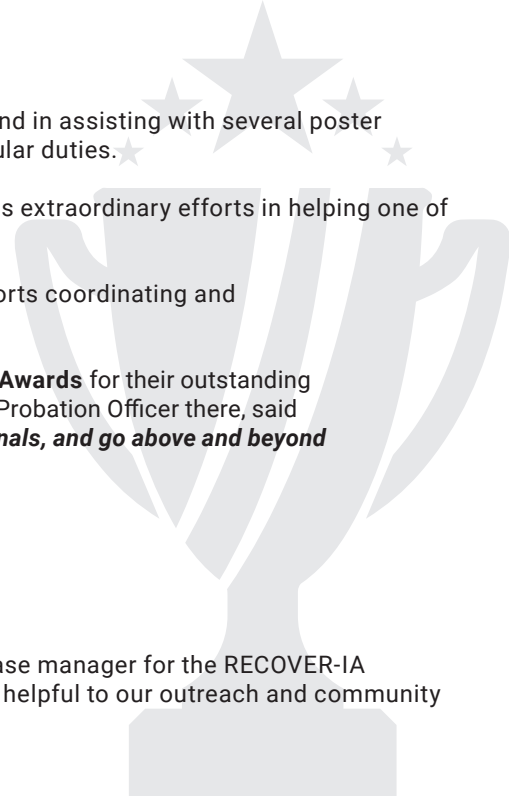 nd in assisting with several poster
ular duties.
s extraordinary efforts in helping one of
orts coordinating and
Awards for their outstanding
Probation Officer there, said
nals, and go above and beyond
ase manager for the RECOVER-IA
helpful to our outreach and community